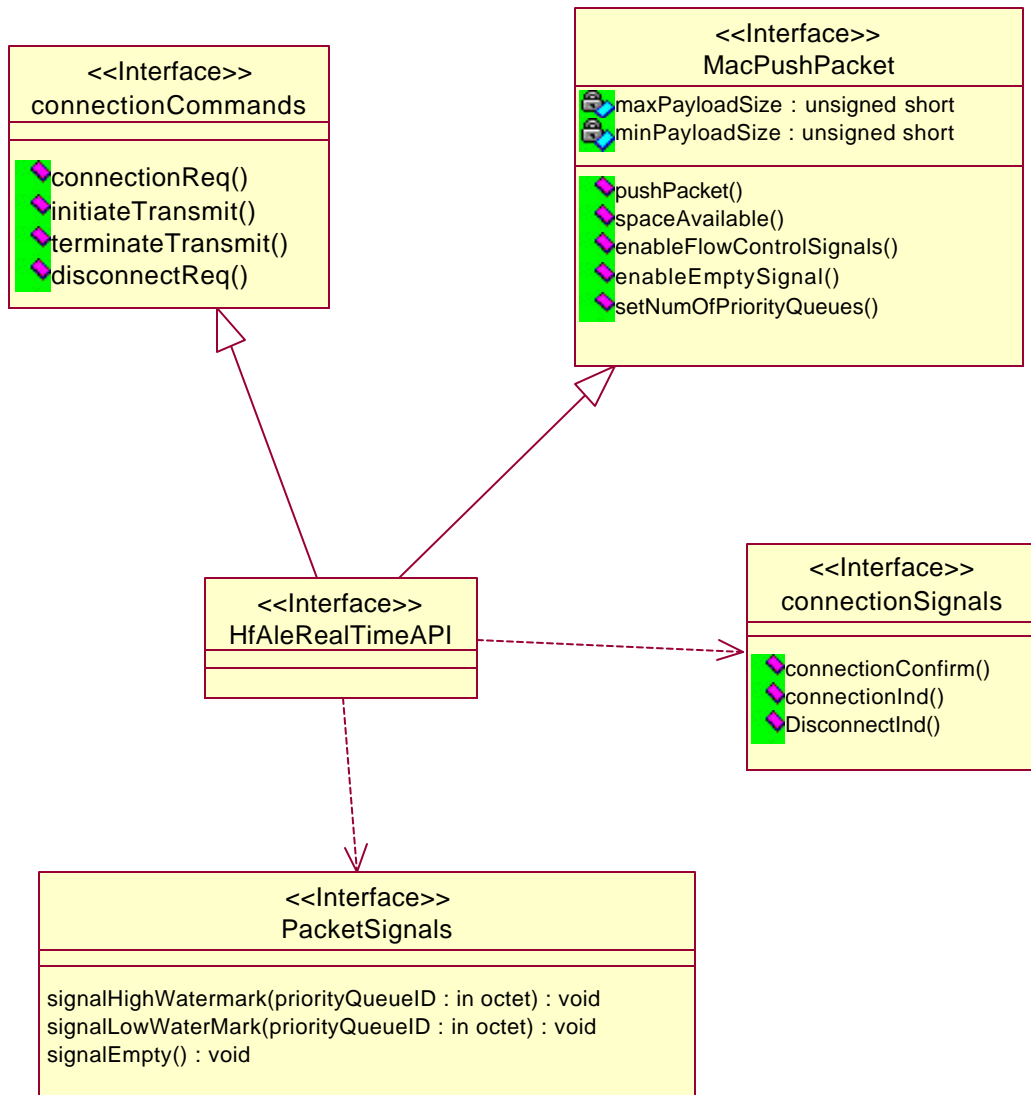 <<Interface>>
connectionCommands
connectionReq()
initiateTransmit()
terminateTransmit()
disconnectReq()
<<Interface>>
MacPushPacket
maxPayloadSize : unsigned short
minPayloadSize : unsigned short
pushPacket()
spaceAvailable()
enableFlowControlSignals()
enableEmptySignal()
setNumOfPriorityQueues()
<<Interface>>
HfAleRealTimeAPI
<<Interface>>
connectionSignals
connectionConfirm()
connectionInd()
DisconnectInd()
<<Interface>>
PacketSignals
signalHighWatermark(priorityQueueID : in octet) : void
signalLowWaterMark(priorityQueueID : in octet) : void
signalEmpty() : void